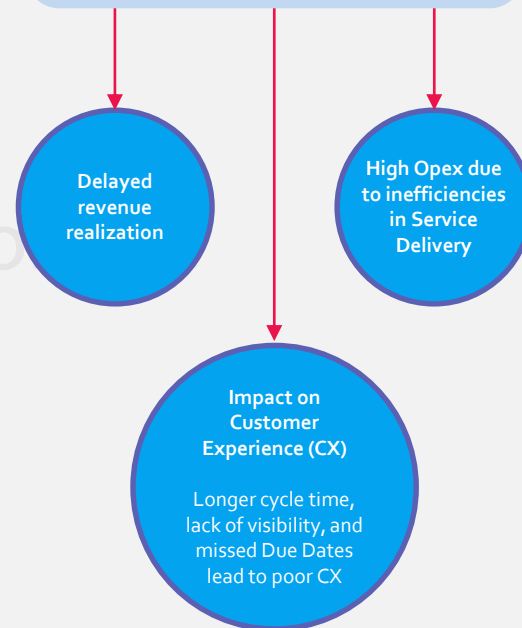 Delayed
revenue
realization
High Opex due
to inefficiencies
in Service
Delivery
Impact on
Customer
Experience (CX)
Longer cycle time,
lack of visibility, and
missed Due Dates
lead to poor CX